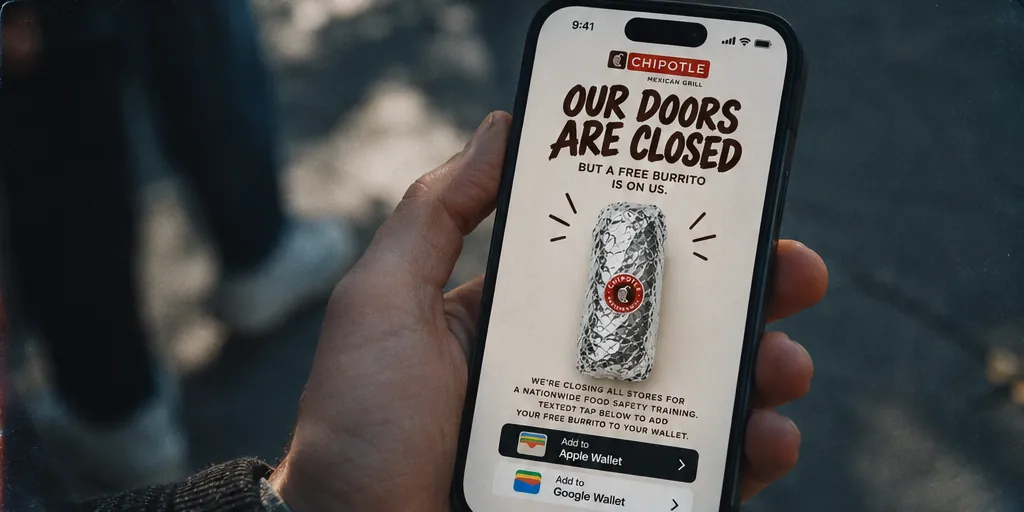 9:41
CHIPOTLE
MEXICAN GRILL
OUR DOORS
ARE CLOSED
BUT A FREE BURRITO
IS ON US.
CHIPOTLE
WE'RE CLOSING ALL STORES FOR
A NATIONWIDE FOOD SAFETY TRAINING.
TEXTED? TAP BELOW TO ADD
YOUR FREE BURRITO TO YOUR WALLET.
Add to
Apple Wallet
Add to
Google Wallet